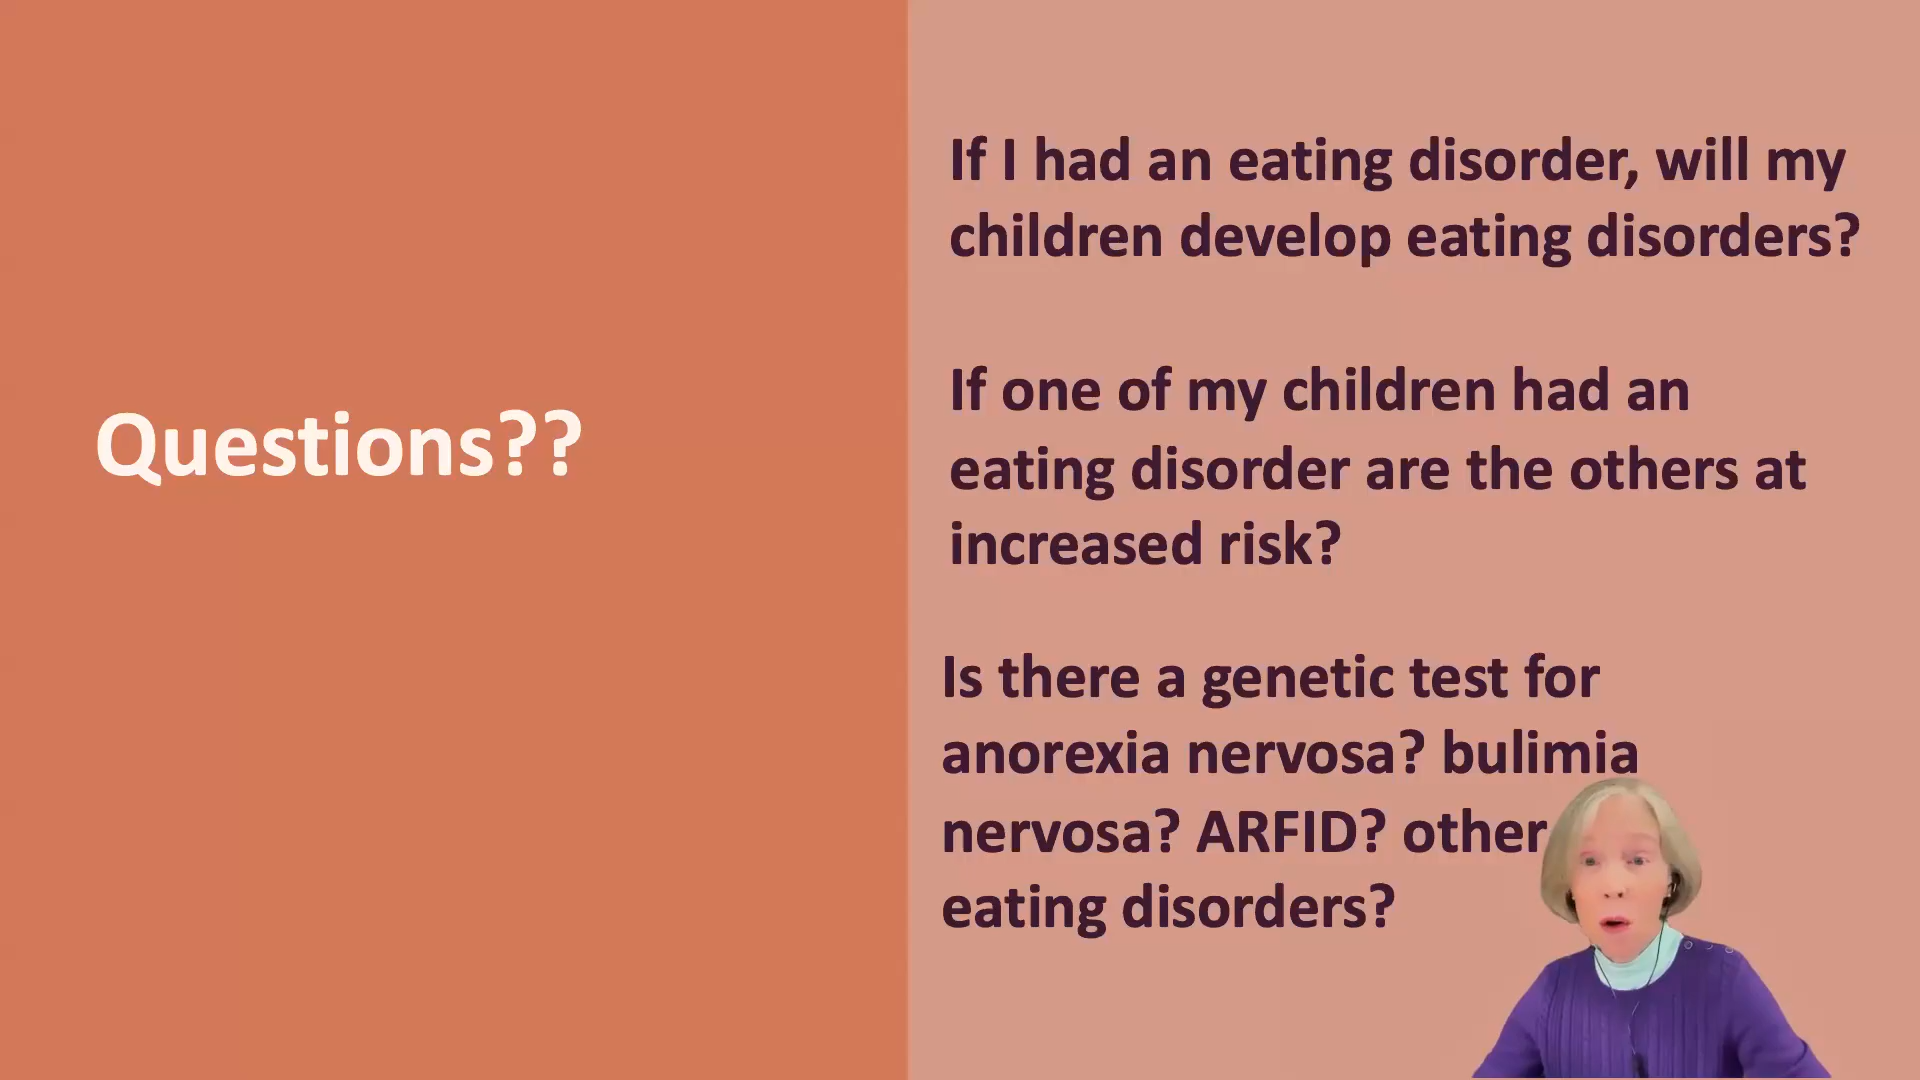 Questions??
If I had an eating disorder, will my
children develop eating disorders?
If one of my children had an
eating disorder are the others at
increased risk?
Is there a genetic test for
anorexia nervosa? bulimia
nervosa? ARFID? other
eating disorders?